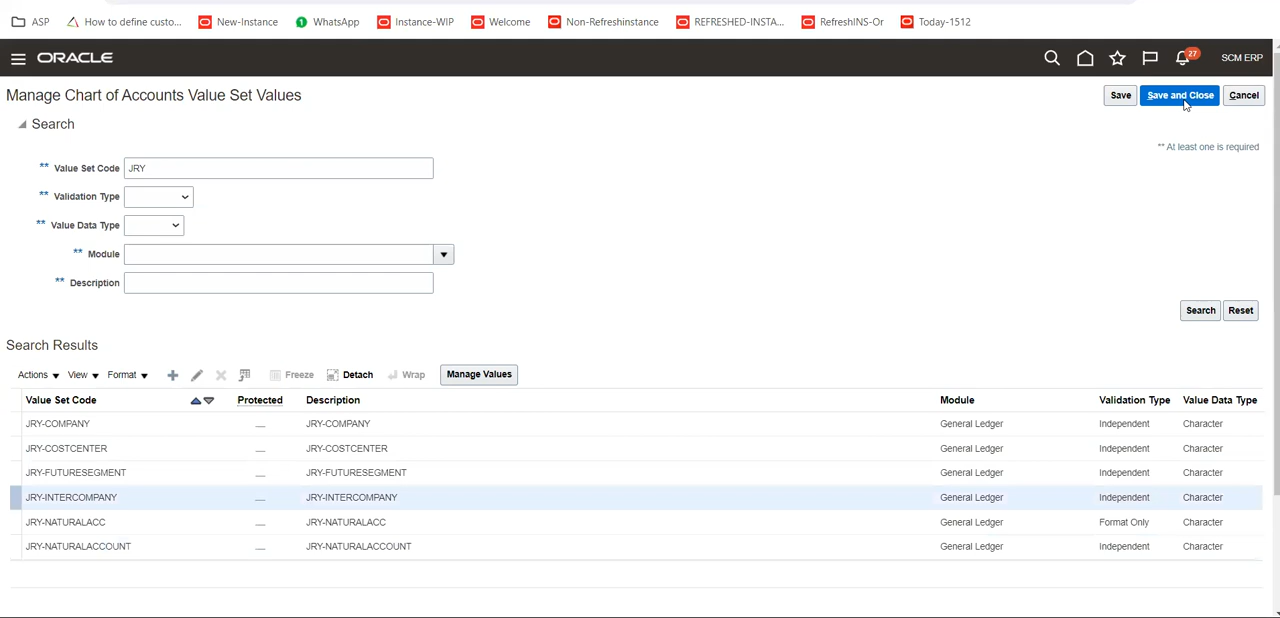 ASP
How to define custo...
New-Instance
WhatsApp
Instance-WIP
Welcome
Non-Refreshinstance
REFRESHED-INSTA...
RefreshINS-Or
Today-1512
ORACLE
27
SCM ERP
Manage Chart of Accounts Value Set Values
Save
Save and Close
Cancel
Search
** At least one is required
** Value Set Code JRY
** Validation Type
** Value Data Type
** Module
** Description
Search
Reset
Search Results
Actions
View
Format
Freeze
Detach
Wrap
Manage Values
Value Set Code Protected Description Module Validation Type Value Data Type
JRY-COMPANY JRY-COMPANY General Ledger Independent Character
JRY-COSTCENTER JRY-COSTCENTER General Ledger Independent Character
JRY-FUTURESEGMENT JRY-FUTURESEGMENT General Ledger Independent Character
JRY-INTERCOMPANY JRY-INTERCOMPANY General Ledger Independent Character
JRY-NATURALACC JRY-NATURALACC General Ledger Format Only Character
JRY-NATURALACCOUNT JRY-NATURALACCOUNT General Ledger Independent Character